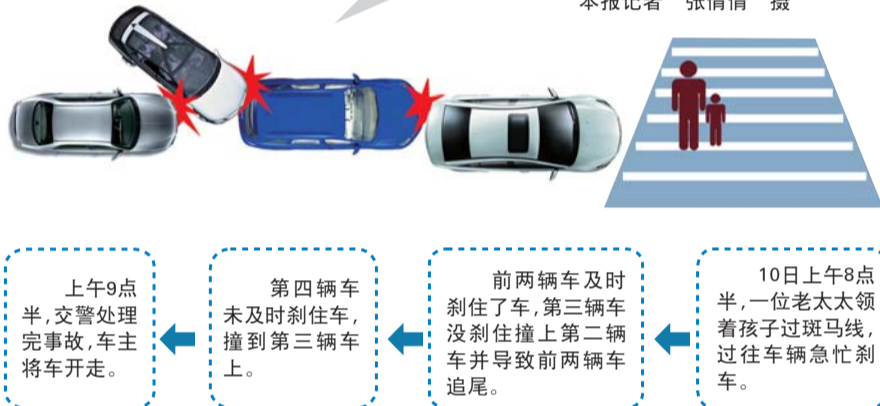 本报记者 张倩倩 摄
10日上午8点
半，一位老太太领
着孩子过斑马线，
过往车辆急忙刹
车。
前两辆车及时
刹住了车，第三辆车
没刹住撞上第二辆
车并导致前两辆车
追尾。
第四辆车
未及时刹住车，
撞到第三辆车
上。
上午9点
半，交警处理
完事故，车主
将车开走。